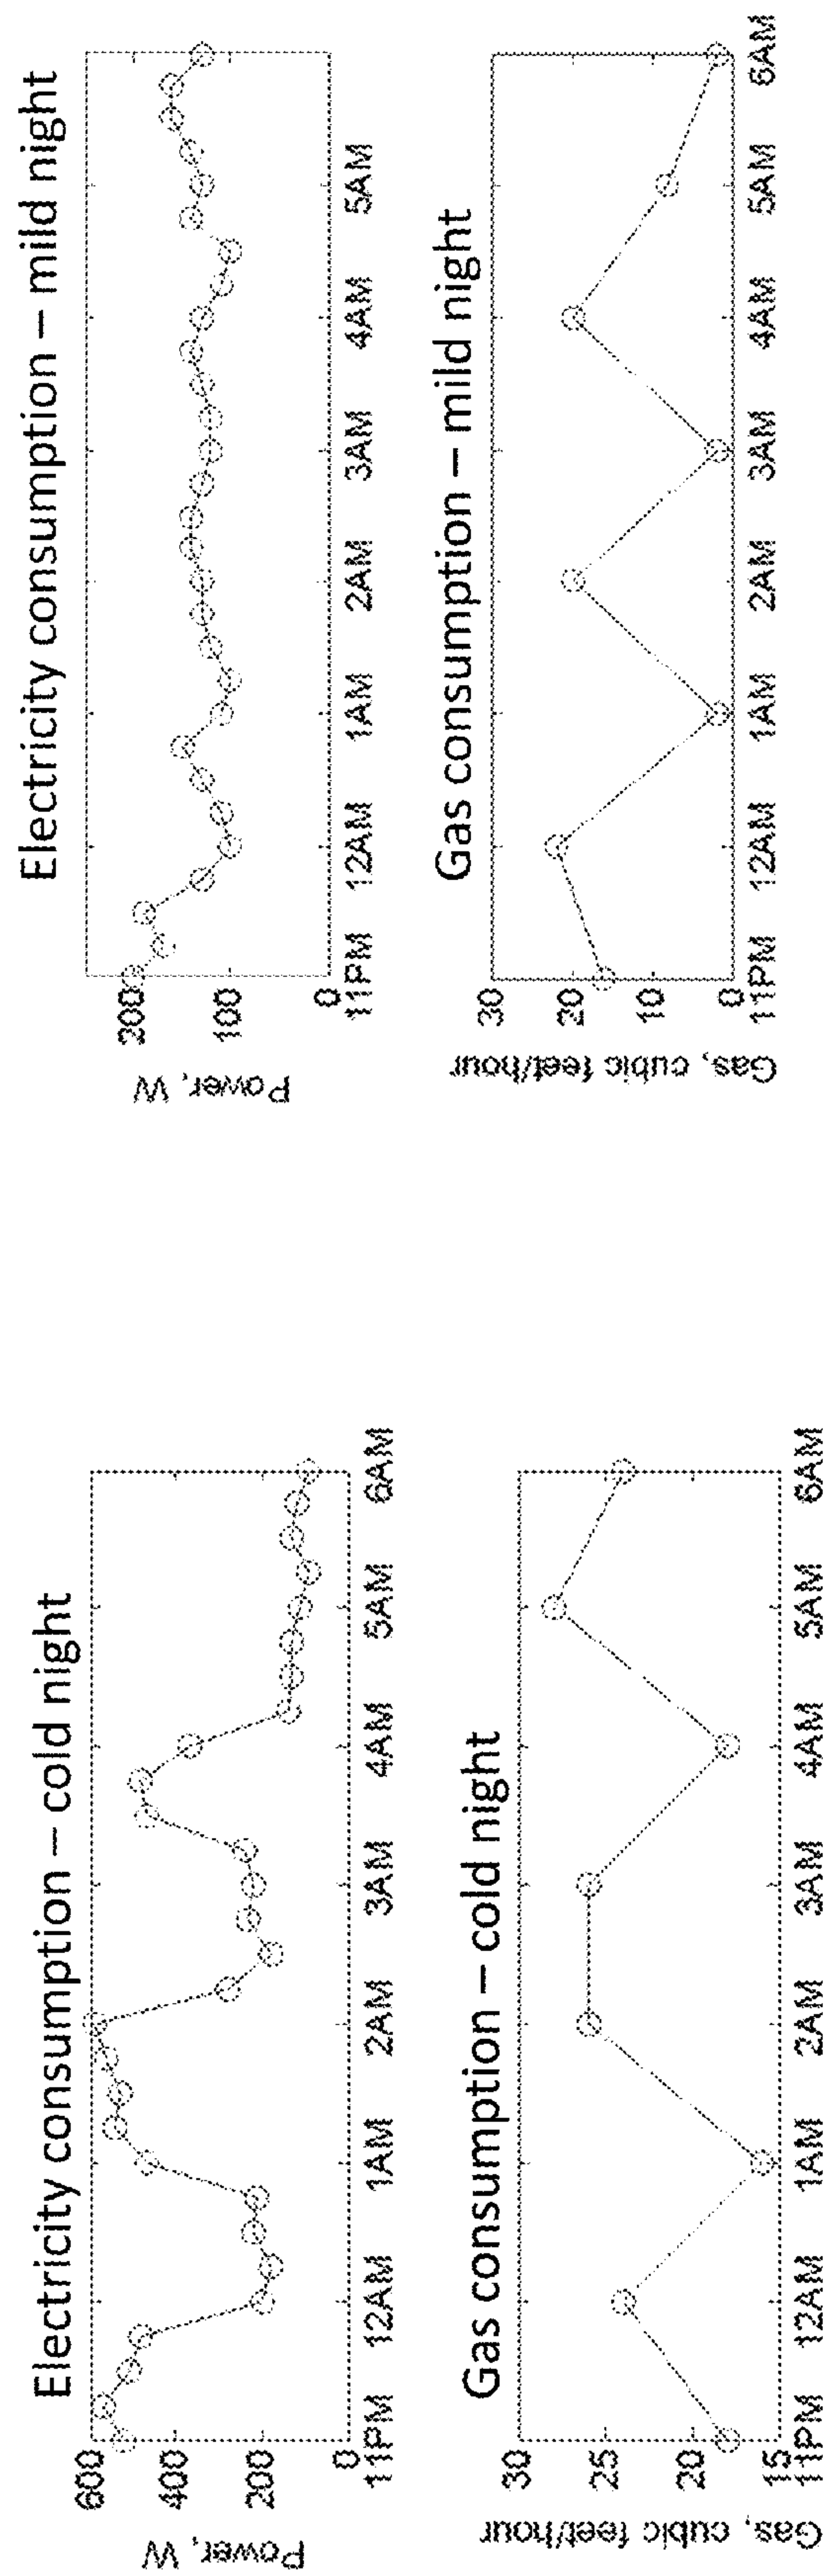 Electricity consumption – cold night
Power, W
600
400
200
0
11PM 12AM 1AM 2AM 3AM 4AM 5AM 6AM
Gas consumption – cold night
Gas, cubic feet/hour
30
25
20
15
11PM 12AM 1AM 2AM 3AM 4AM 5AM 6AM
Electricity consumption – mild night
Power, W
200
100
0
11PM 12AM 1AM 2AM 3AM 4AM 5AM
Gas consumption – mild night
Gas, cubic feet/hour
30
20
10
0
11PM 12AM 1AM 2AM 3AM 4AM 5AM 6AM